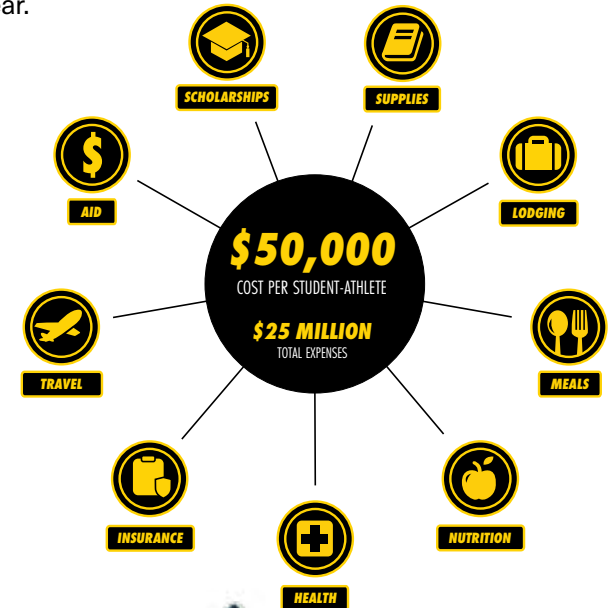 ear.
SCHOLARSHIPS
SUPPLIES
AID
LODGING
$50,000
COST PER STUDENT-ATHLETE
$25 MILLION
TOTAL EXPENSES
TRAVEL
MEALS
INSURANCE
NUTRITION
HEALTH